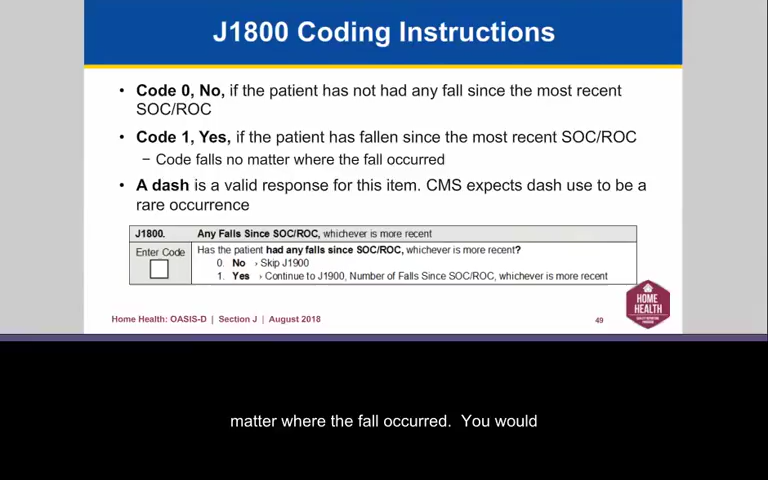 J1800 Coding Instructions
• Code 0, No, if the patient has not had any fall since the most recent
SOC/ROC
• Code 1, Yes, if the patient has fallen since the most recent SOC/ROC
− Code falls no matter where the fall occurred
• A dash is a valid response for this item. CMS expects dash use to be a
rare occurrence
J1800. Any Falls Since SOC/ROC, whichever is more recent
Enter Code
Has the patient had any falls since SOC/ROC, whichever is more recent?
0. No › Skip J1900
1. Yes › Continue to J1900, Number of Falls Since SOC/ROC, whichever is more recent
Home Health: OASIS-D | Section J | August 2018
49
HOME
HEALTH
matter where the fall occurred. You would